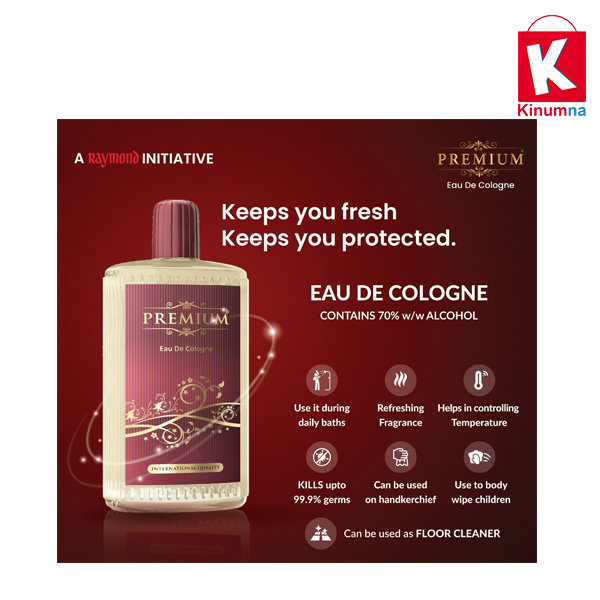 K
Kinumna
A Raymond INITIATIVE
PREMIUM®
Eau De Cologne
Keeps you fresh
Keeps you protected.
EAU DE COLOGNE
CONTAINS 70% w/w ALCOHOL
PREMIUM
Eau De Cologne
INTERNATIONAL QUALITY
Use it during
daily baths
Refreshing
Fragrance
Helps in controlling
Temperature
KILLS upto
99.9% germs
Can be used
on handkerchief
Use to body
wipe children
Can be used as FLOOR CLEANER